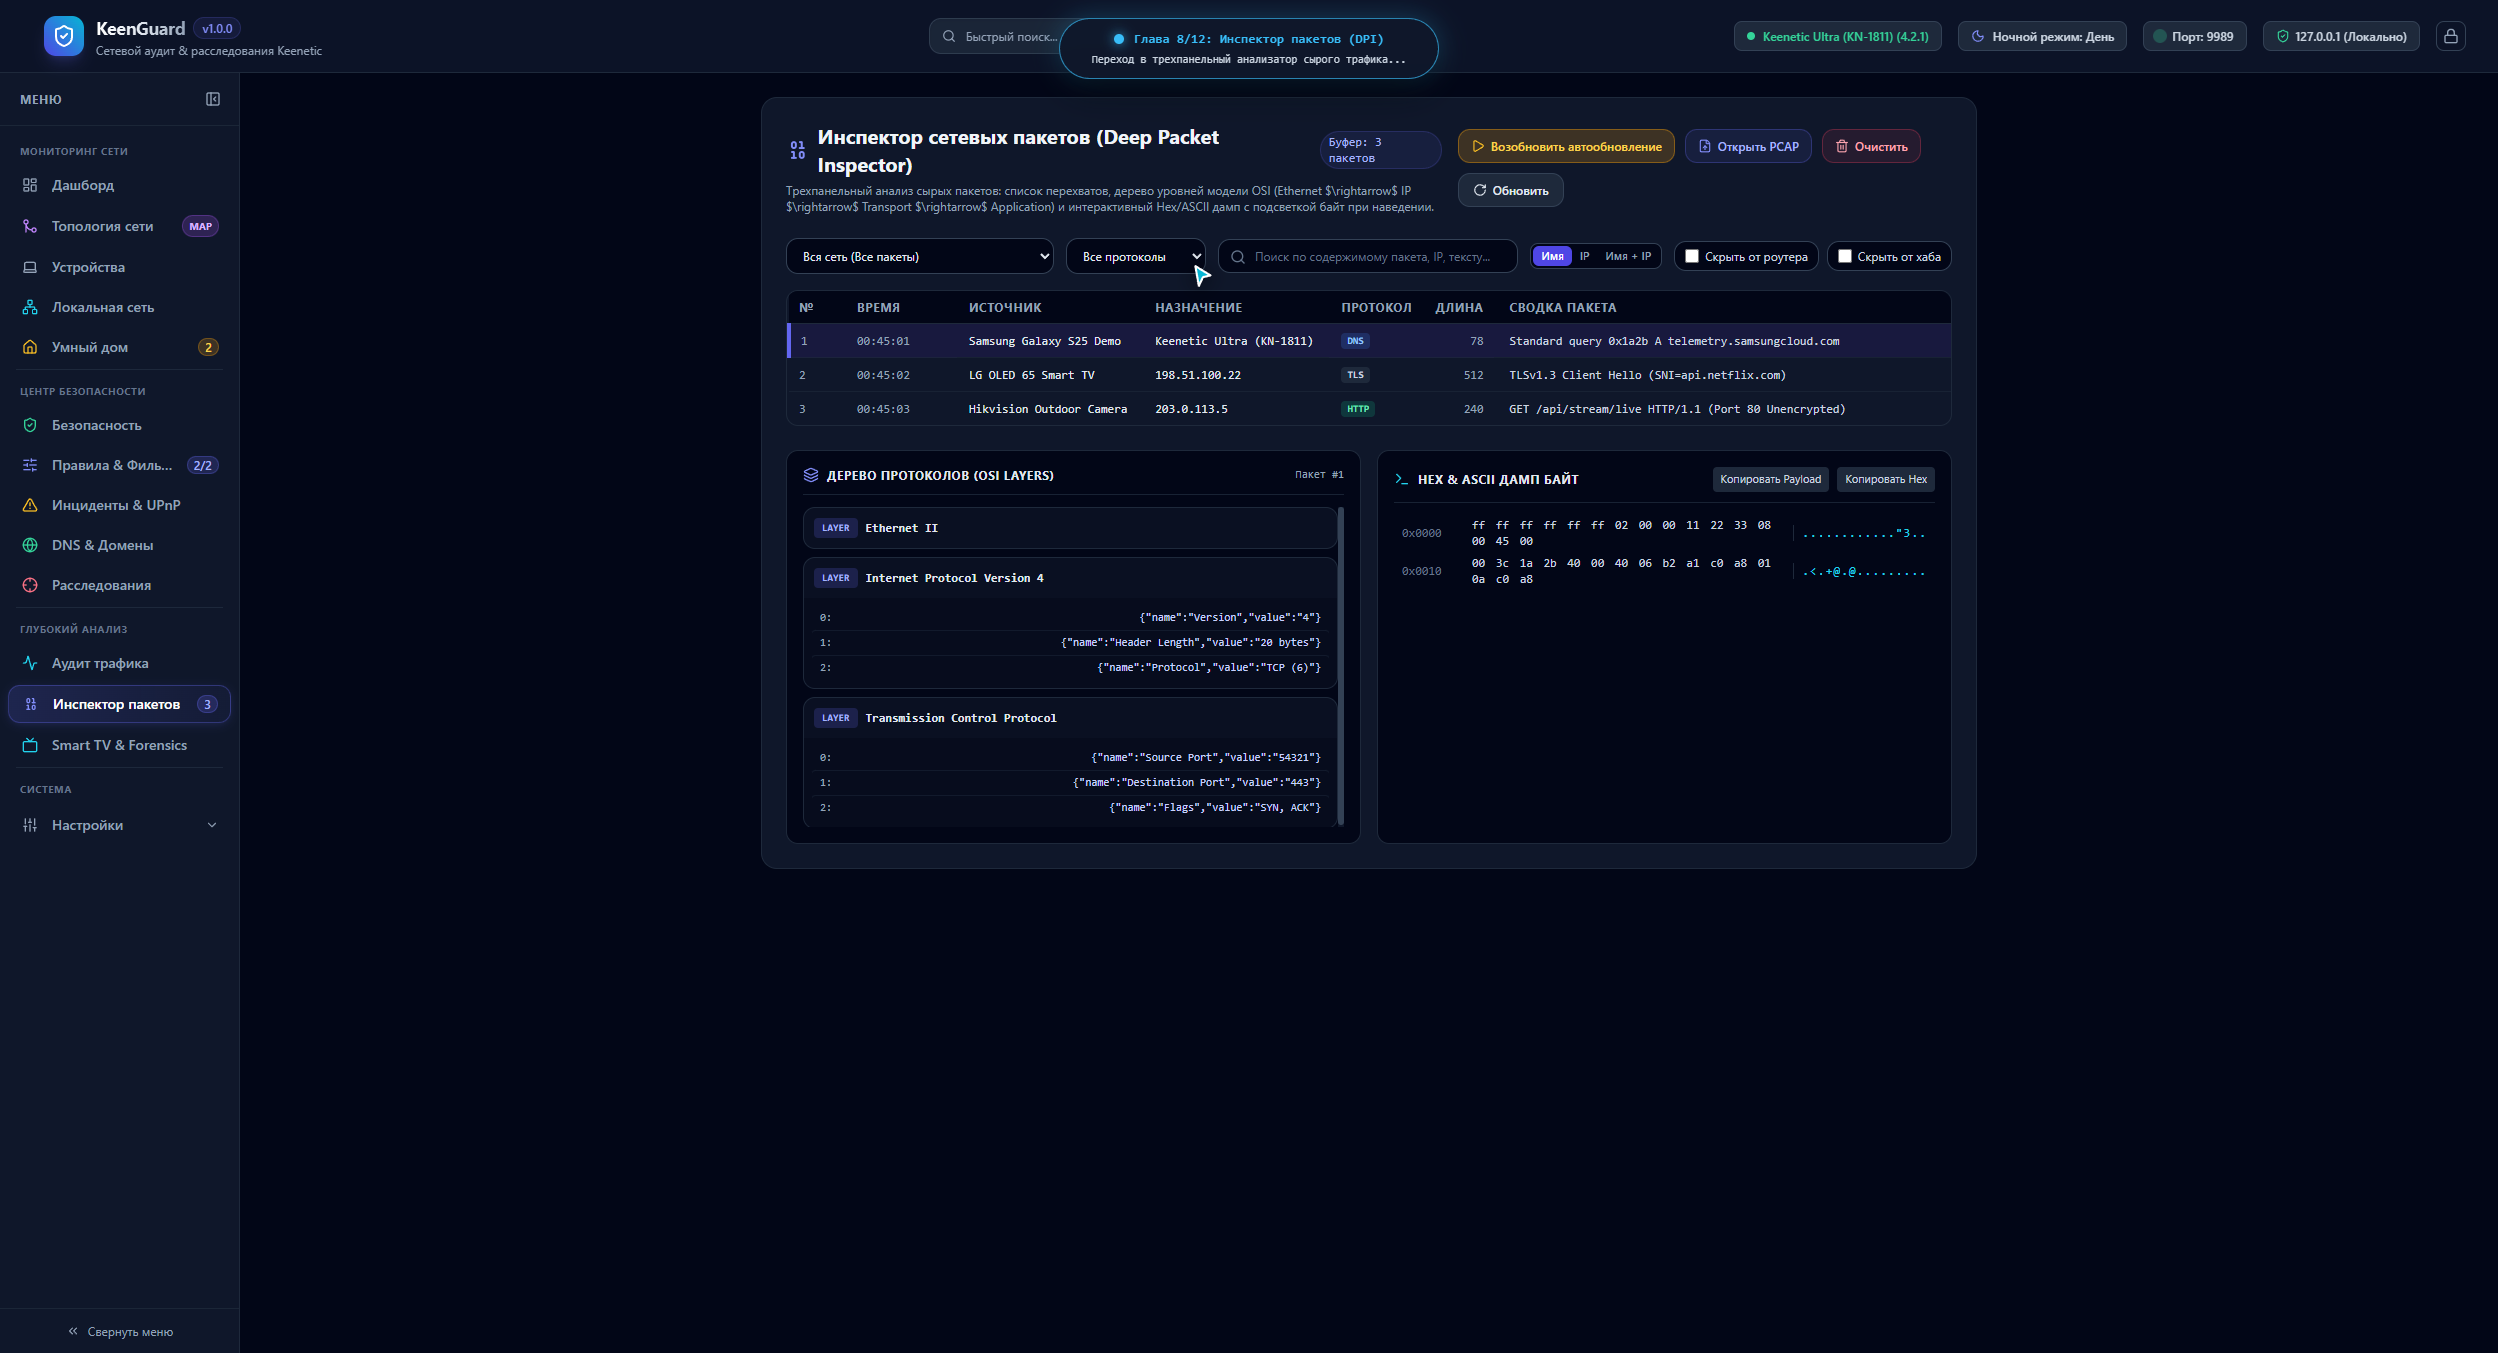 KeenGuard v1.0.0
Сетевой аудит & расследования Keenetic
Быстрый поиск...
Глава 8/12: Инспектор пакетов (DPI)
Переход в трехпанельный анализатор сырого трафика...
Keenetic Ultra (KN-1811) (4.2.1)
Ночной режим: День
Порт: 9989
127.0.0.1 (Локально)
МЕНЮ
МОНИТОРИНГ СЕТИ
Дашборд
Топология сети MAP
Устройства
Локальная сеть
Умный дом 2
ЦЕНТР БЕЗОПАСНОСТИ
Безопасность
Правила & Филь... 2/2
Инциденты & UPnP
DNS & Домены
Расследования
ГЛУБОКИЙ АНАЛИЗ
Аудит трафика
Инспектор пакетов 3
Smart TV & Forensics
СИСТЕМА
Настройки
Свернуть меню
Инспектор сетевых пакетов (Deep Packet
Inspector)
Буфер: 3
пакетов
Возобновить автообновление
Открыть PCAP
Очистить
Обновить
Трехпанельный анализ сырых пакетов: список перехватов, дерево уровней модели OSI (Ethernet $\rightarrow$ IP
$\rightarrow$ Transport $\rightarrow$ Application) и интерактивный Hex/ASCII дамп с подсветкой байт при наведении.
Вся сеть (Все пакеты)
Все протоколы
Поиск по содержимому пакета, IP, тексту...
Имя IP Имя + IP
Скрыть от роутера
Скрыть от хаба
№ ВРЕМЯ ИСТОЧНИК НАЗНАЧЕНИЕ ПРОТОКОЛ ДЛИНА СВОДКА ПАКЕТА
1 00:45:01 Samsung Galaxy S25 Demo Keenetic Ultra (KN-1811) DNS 78 Standard query 0x1a2b A telemetry.samsungcloud.com
2 00:45:02 LG OLED 65 Smart TV 198.51.100.22 TLS 512 TLSv1.3 Client Hello (SNI=api.netflix.com)
3 00:45:03 Hikvision Outdoor Camera 203.0.113.5 HTTP 240 GET /api/stream/live HTTP/1.1 (Port 80 Unencrypted)
ДЕРЕВО ПРОТОКОЛОВ (OSI LAYERS)
Пакет #1
LAYER Ethernet II
LAYER Internet Protocol Version 4
0: {"name":"Version","value":"4"}
1: {"name":"Header Length","value":"20 bytes"}
2: {"name":"Protocol","value":"TCP (6)"}
LAYER Transmission Control Protocol
0: {"name":"Source Port","value":"54321"}
1: {"name":"Destination Port","value":"443"}
2: {"name":"Flags","value":"SYN, ACK"}
HEX & ASCII ДАМП БАЙТ
Копировать Payload
Копировать Hex
0x0000 ff ff ff ff ff ff 02 00 00 11 22 33 08
00 45 00
............"3..
0x0010 00 3c 1a 2b 40 00 40 06 b2 a1 c0 a8 01
0a c0 a8
.<.+@.@.........